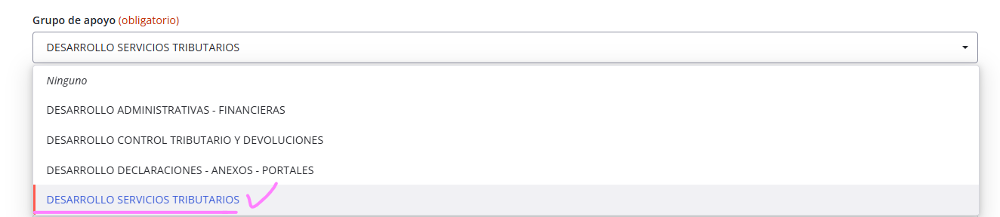 Grupo de apoyo (obligatorio)
DESARROLLO SERVICIOS TRIBUTARIOS
Ninguno
DESARROLLO ADMINISTRATIVAS - FINANCIERAS
DESARROLLO CONTROL TRIBUTARIO Y DEVOLUCIONES
DESARROLLO DECLARACIONES - ANEXOS - PORTALES
DESARROLLO SERVICIOS TRIBUTARIOS